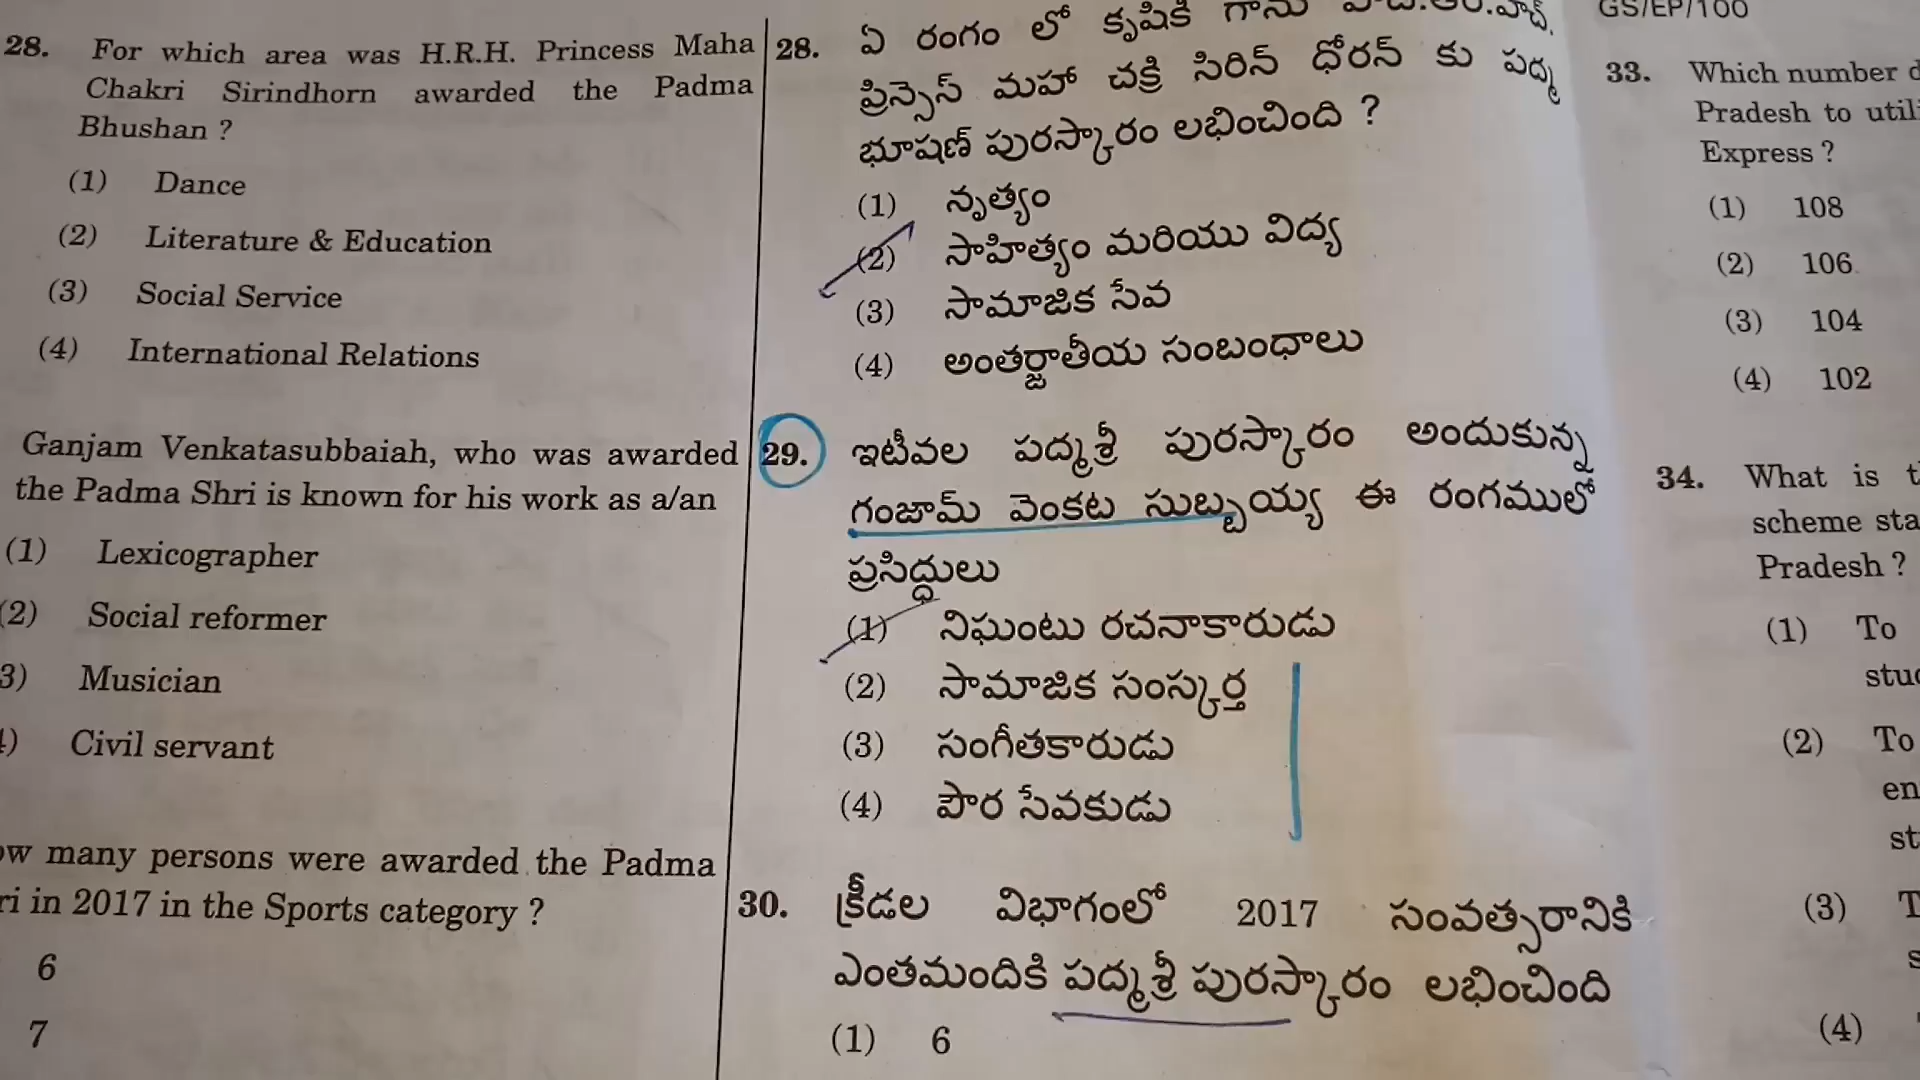 28. For which area was H.R.H. Princess Maha
Chakri Sirindhorn awarded the Padma
Bhushan ?
(1) Dance
(2) Literature & Education
(3) Social Service
(4) International Relations
Ganjam Venkatasubbaiah, who was awarded
the Padma Shri is known for his work as a/an
(1) Lexicographer
(2) Social reformer
3) Musician
Civil servant
many persons were awarded the Padma
in 2017 in the Sports category ?
6
7
28. ఏ రంగం లో కృషికి గాను
ప్రిన్సెస్ మహా చక్రి సిరిన్ ధోరన్ కు పద్మ
భూషణ్ పురస్కారం లభించింది ?
(1) నృత్యం
(2) సాహిత్యం మరియు విద్య
(3) సామాజిక సేవ
(4) అంతర్జాతీయ సంబంధాలు
29. ఇటీవల పద్మశ్రీ పురస్కారం అందుకున్న
గంజామ్ వెంకట సుబ్బయ్య ఈ రంగములో
ప్రసిద్ధులు
(1) నిఘంటు రచనాకారుడు
(2) సామాజిక సంస్కర్త
(3) సంగీతకారుడు
(4) పౌర సేవకుడు
30. క్రీడల విభాగంలో 2017 సంవత్సరానికి
ఎంతమందికి పద్మశ్రీ పురస్కారం లభించింది
(1) 6
GS/EP/100
33. Which number
Pradesh to
Express ?
(1) 108
(2) 106
(3) 104
(4) 102
34. What is
scheme
Pradesh ?
(1) To
(2) To
(3)
(4)